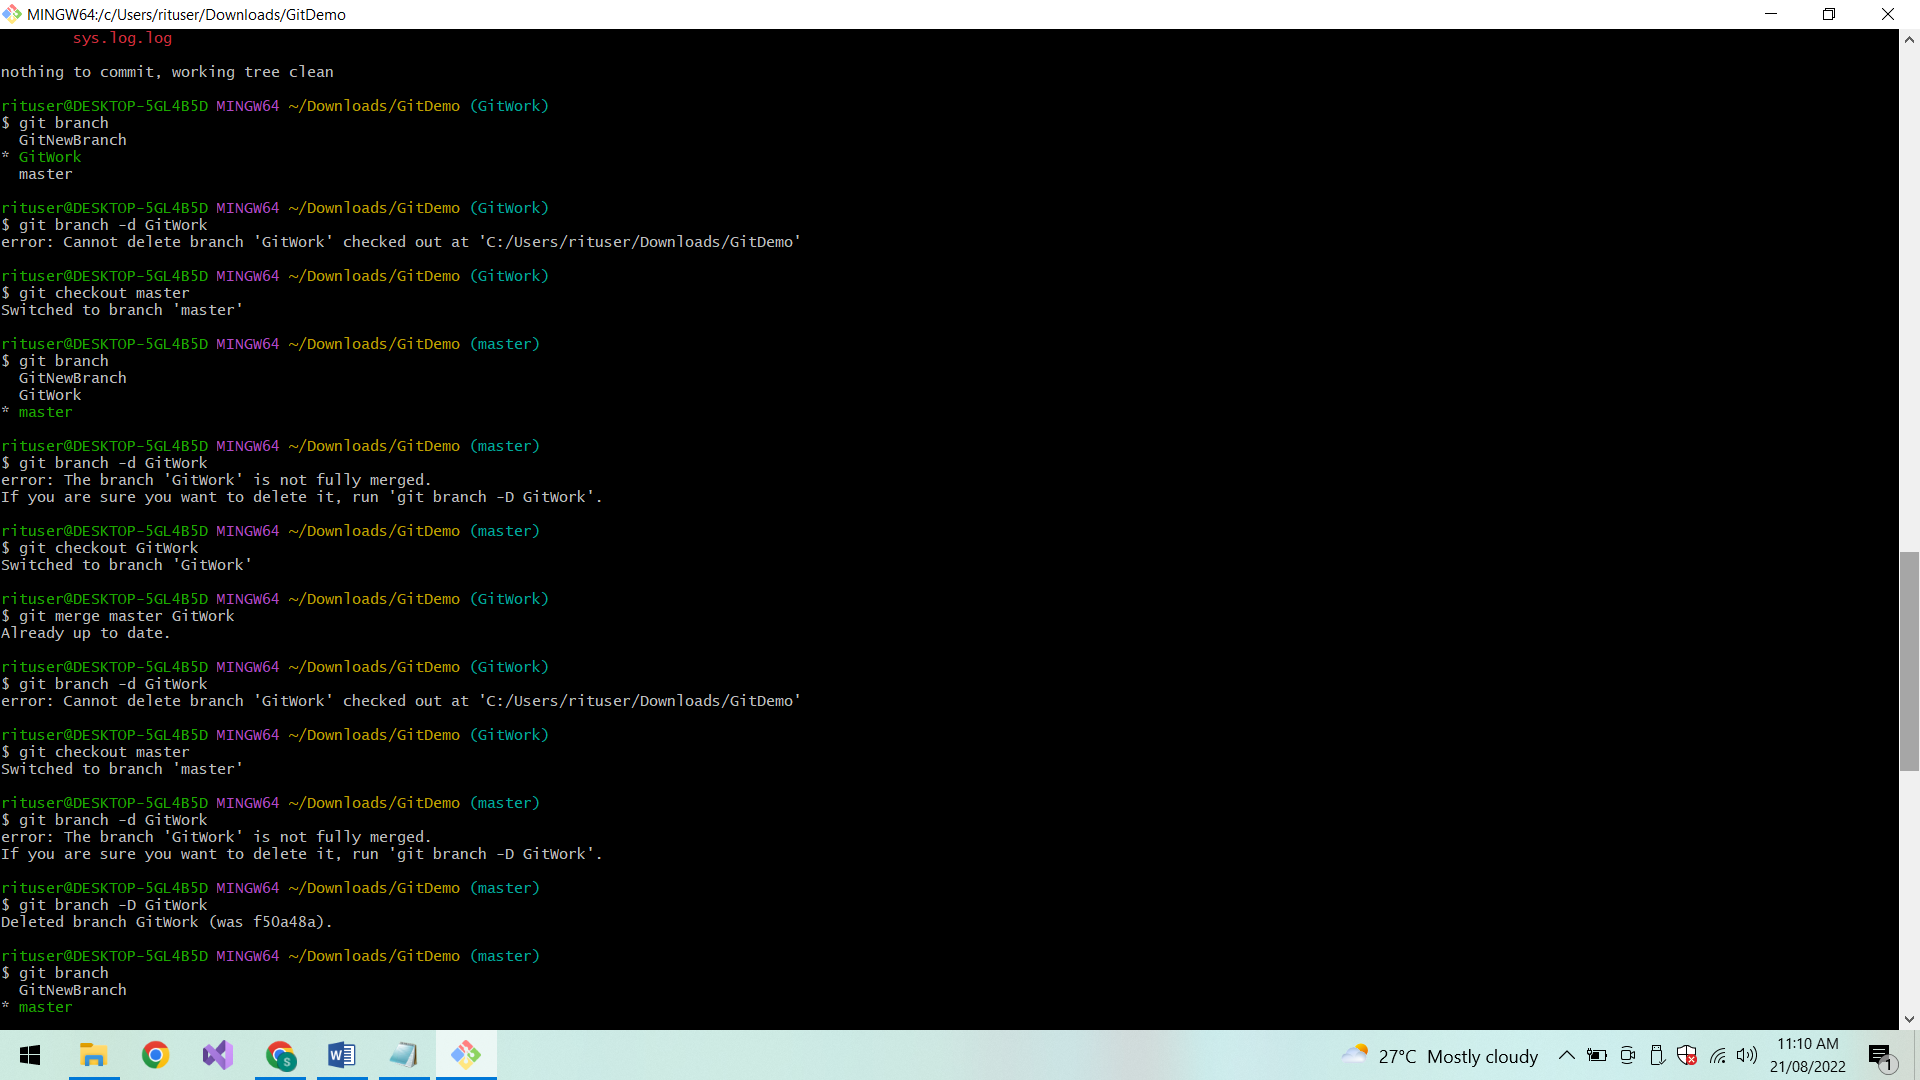 MINGW64:/c/Users/rituser/Downloads/GitDemo
sys.log.log
nothing to commit, working tree clean
rituser@DESKTOP-5GL4B5D MINGW64 ~/Downloads/GitDemo (GitWork)
$ git branch
GitNewBranch
* GitWork
master
rituser@DESKTOP-5GL4B5D MINGW64 ~/Downloads/GitDemo (GitWork)
$ git branch -d GitWork
error: Cannot delete branch 'GitWork' checked out at 'C:/Users/rituser/Downloads/GitDemo'
rituser@DESKTOP-5GL4B5D MINGW64 ~/Downloads/GitDemo (GitWork)
$ git checkout master
Switched to branch 'master'
rituser@DESKTOP-5GL4B5D MINGW64 ~/Downloads/GitDemo (master)
$ git branch
GitNewBranch
GitWork
* master
rituser@DESKTOP-5GL4B5D MINGW64 ~/Downloads/GitDemo (master)
$ git branch -d GitWork
error: The branch 'GitWork' is not fully merged.
If you are sure you want to delete it, run 'git branch -D GitWork'.
rituser@DESKTOP-5GL4B5D MINGW64 ~/Downloads/GitDemo (master)
$ git checkout GitWork
Switched to branch 'GitWork'
rituser@DESKTOP-5GL4B5D MINGW64 ~/Downloads/GitDemo (GitWork)
$ git merge master GitWork
Already up to date.
rituser@DESKTOP-5GL4B5D MINGW64 ~/Downloads/GitDemo (GitWork)
$ git branch -d GitWork
error: Cannot delete branch 'GitWork' checked out at 'C:/Users/rituser/Downloads/GitDemo'
rituser@DESKTOP-5GL4B5D MINGW64 ~/Downloads/GitDemo (GitWork)
$ git checkout master
Switched to branch 'master'
rituser@DESKTOP-5GL4B5D MINGW64 ~/Downloads/GitDemo (master)
$ git branch -d GitWork
error: The branch 'GitWork' is not fully merged.
If you are sure you want to delete it, run 'git branch -D GitWork'.
rituser@DESKTOP-5GL4B5D MINGW64 ~/Downloads/GitDemo (master)
$ git branch -D GitWork
Deleted branch GitWork (was f50a48a).
rituser@DESKTOP-5GL4B5D MINGW64 ~/Downloads/GitDemo (master)
$ git branch
GitNewBranch
* master
27°C Mostly cloudy
11:10 AM
21/08/2022
1